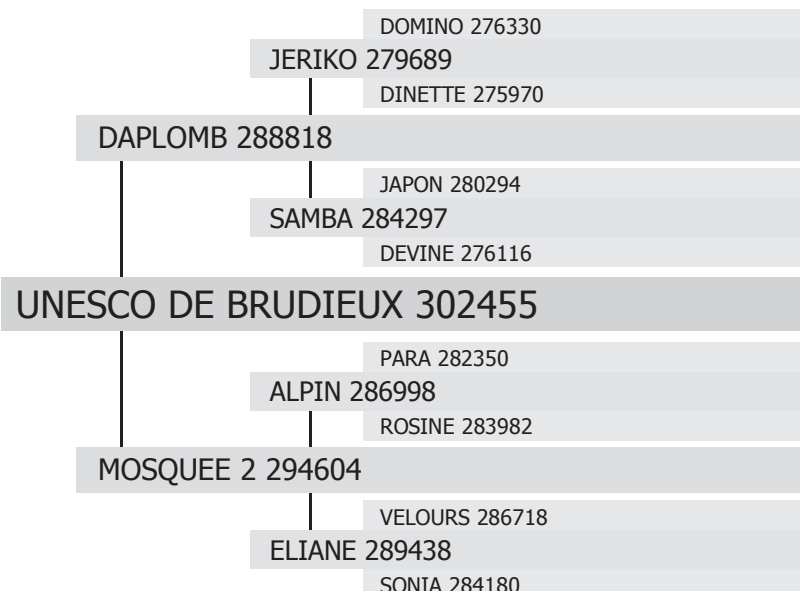 DOMINO 276330
JERIKO 279689
DINETTE 275970
DAPLOMB 288818
JAPON 280294
SAMBA 284297
DEVINE 276116
UNESCO DE BRUDIEUX 302455
PARA 282350
ALPIN 286998
ROSINE 283982
MOSQUEE 2 294604
VELOURS 286718
ELIANE 289438
SONIA 284180